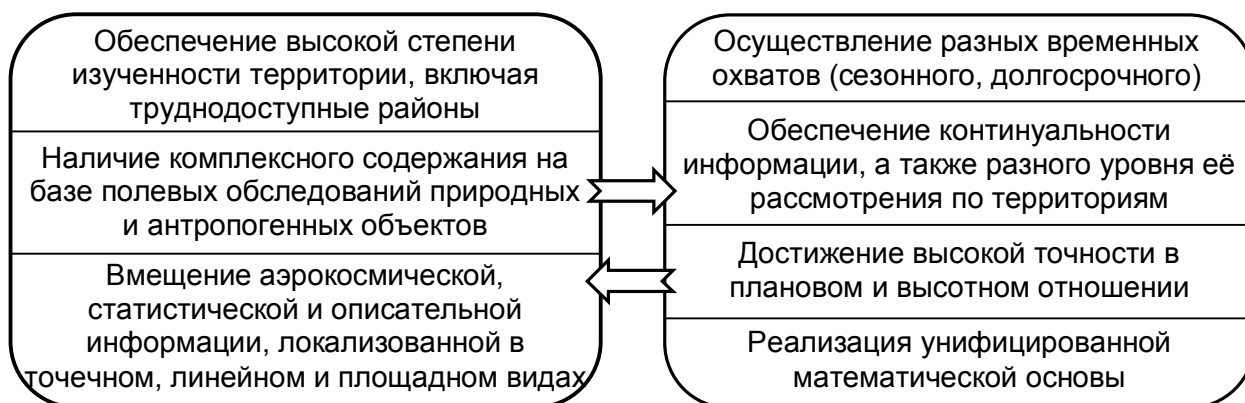 Обеспечение высокой степени
изученности территории, включая
труднодоступные районы
Наличие комплексного содержания на
базе полевых обследований природных
и антропогенных объектов
Вмещение аэрокосмической,
статистической и описательной
информации, локализованной в
точечном, линейном и площадном видах
Осуществление разных временных
охватов (сезонного, долгосрочного)
Обеспечение континуальности
информации, а также разного уровня её
рассмотрения по территориям
Достижение высокой точности в
плановом и высотном отношении
Реализация унифицированной
математической основы